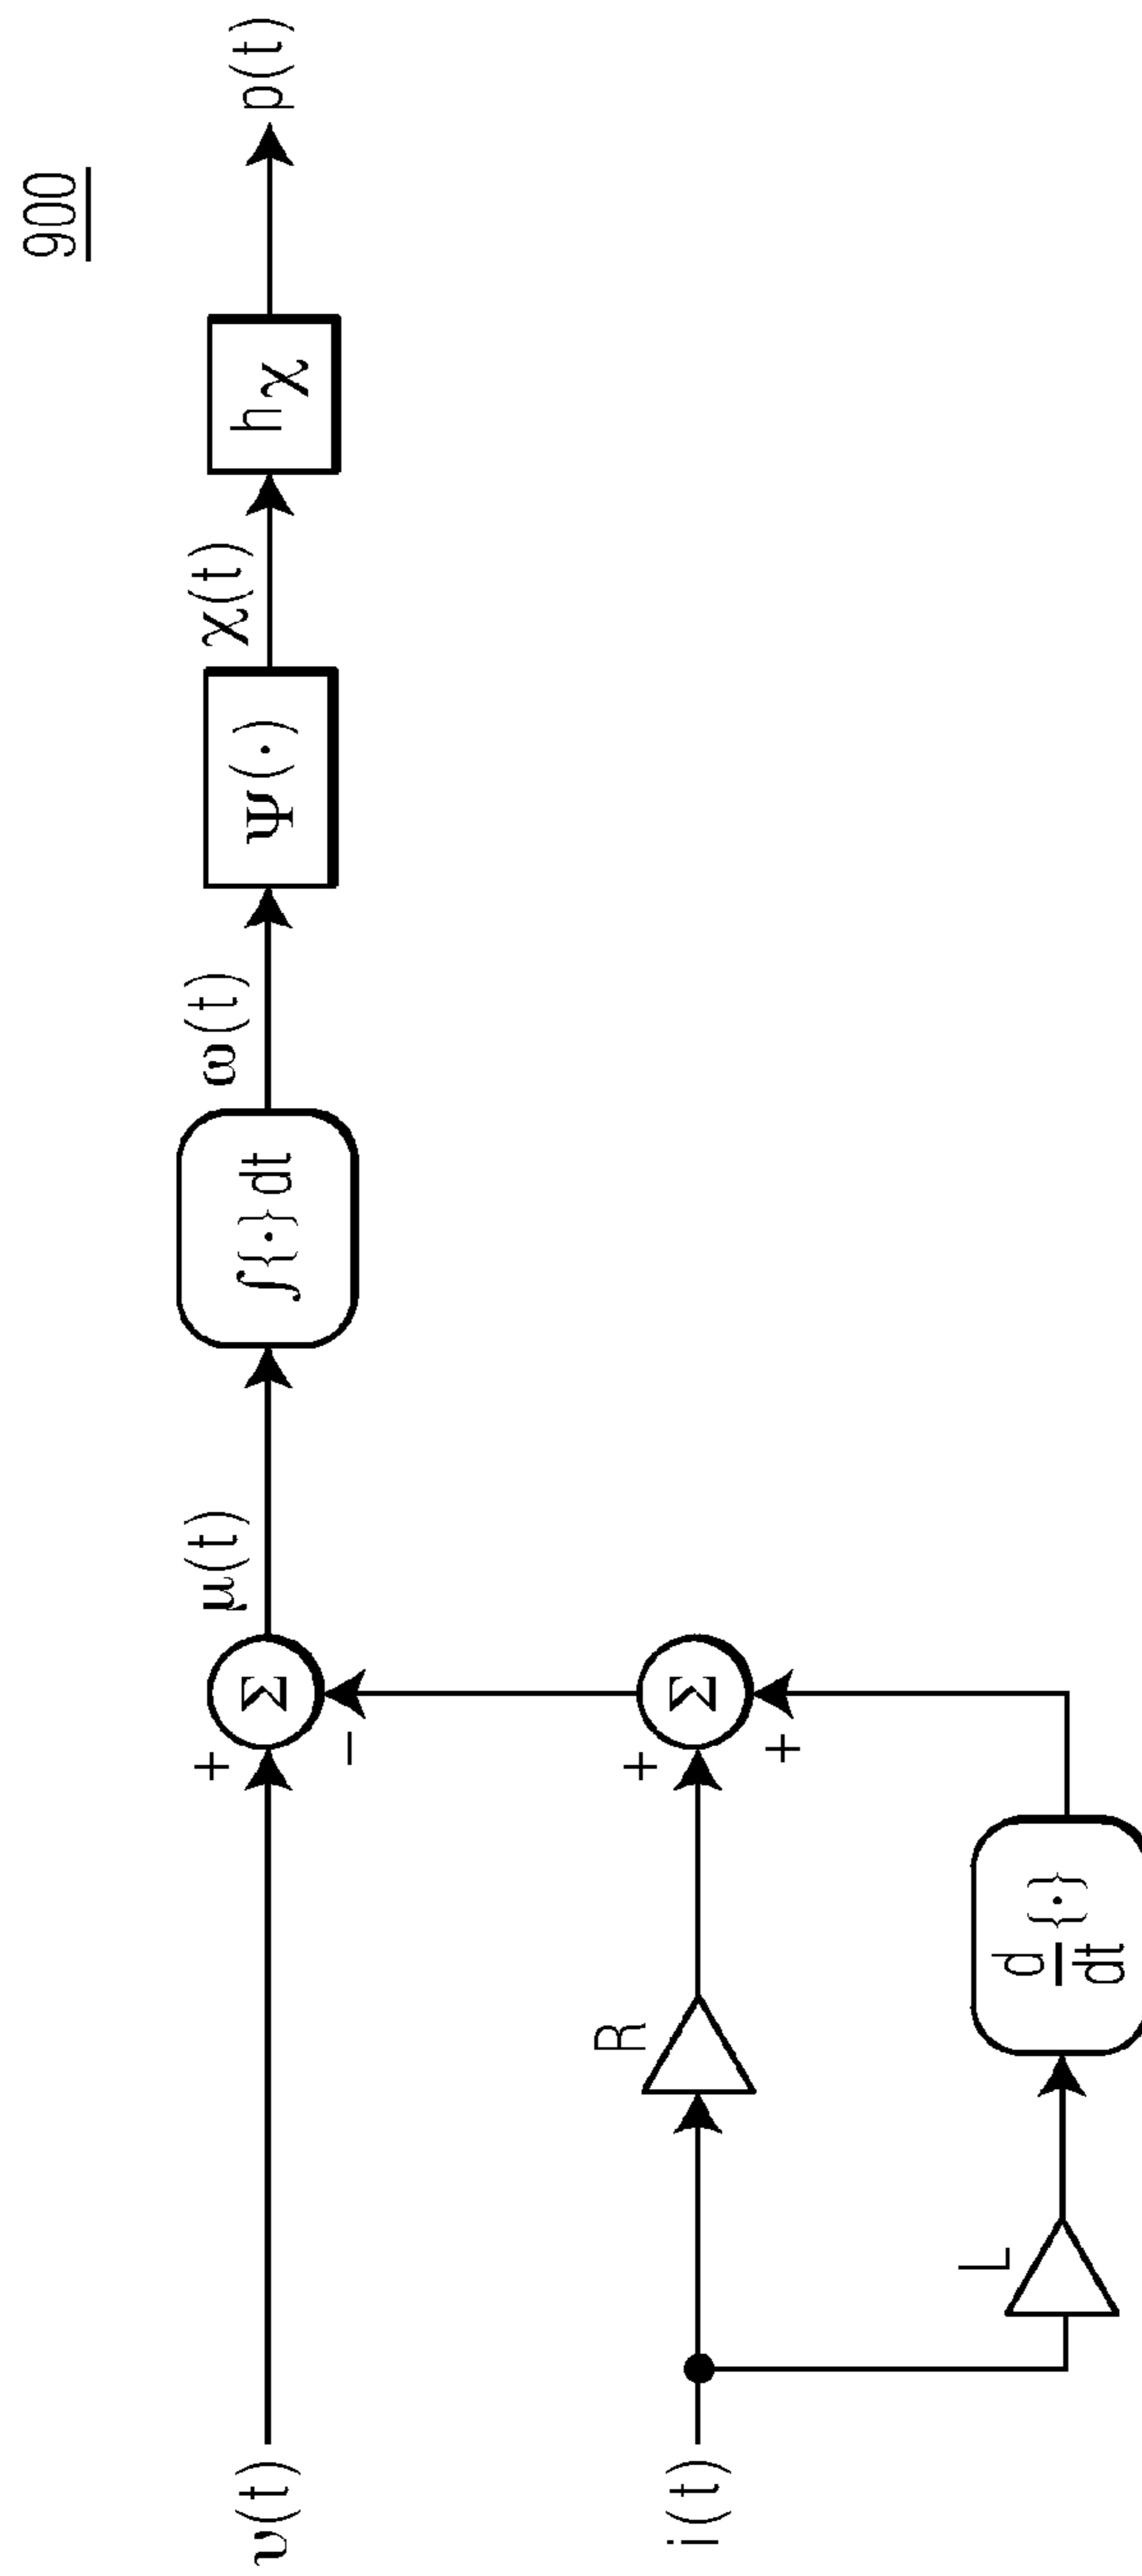 900
υ(t)
+
−
Σ
μ(t)
∫{·}dt
ω(t)
Ψ(·)
χ(t)
hχ
p(t)
i(t)
R
+
+
Σ
L
d/dt{·}